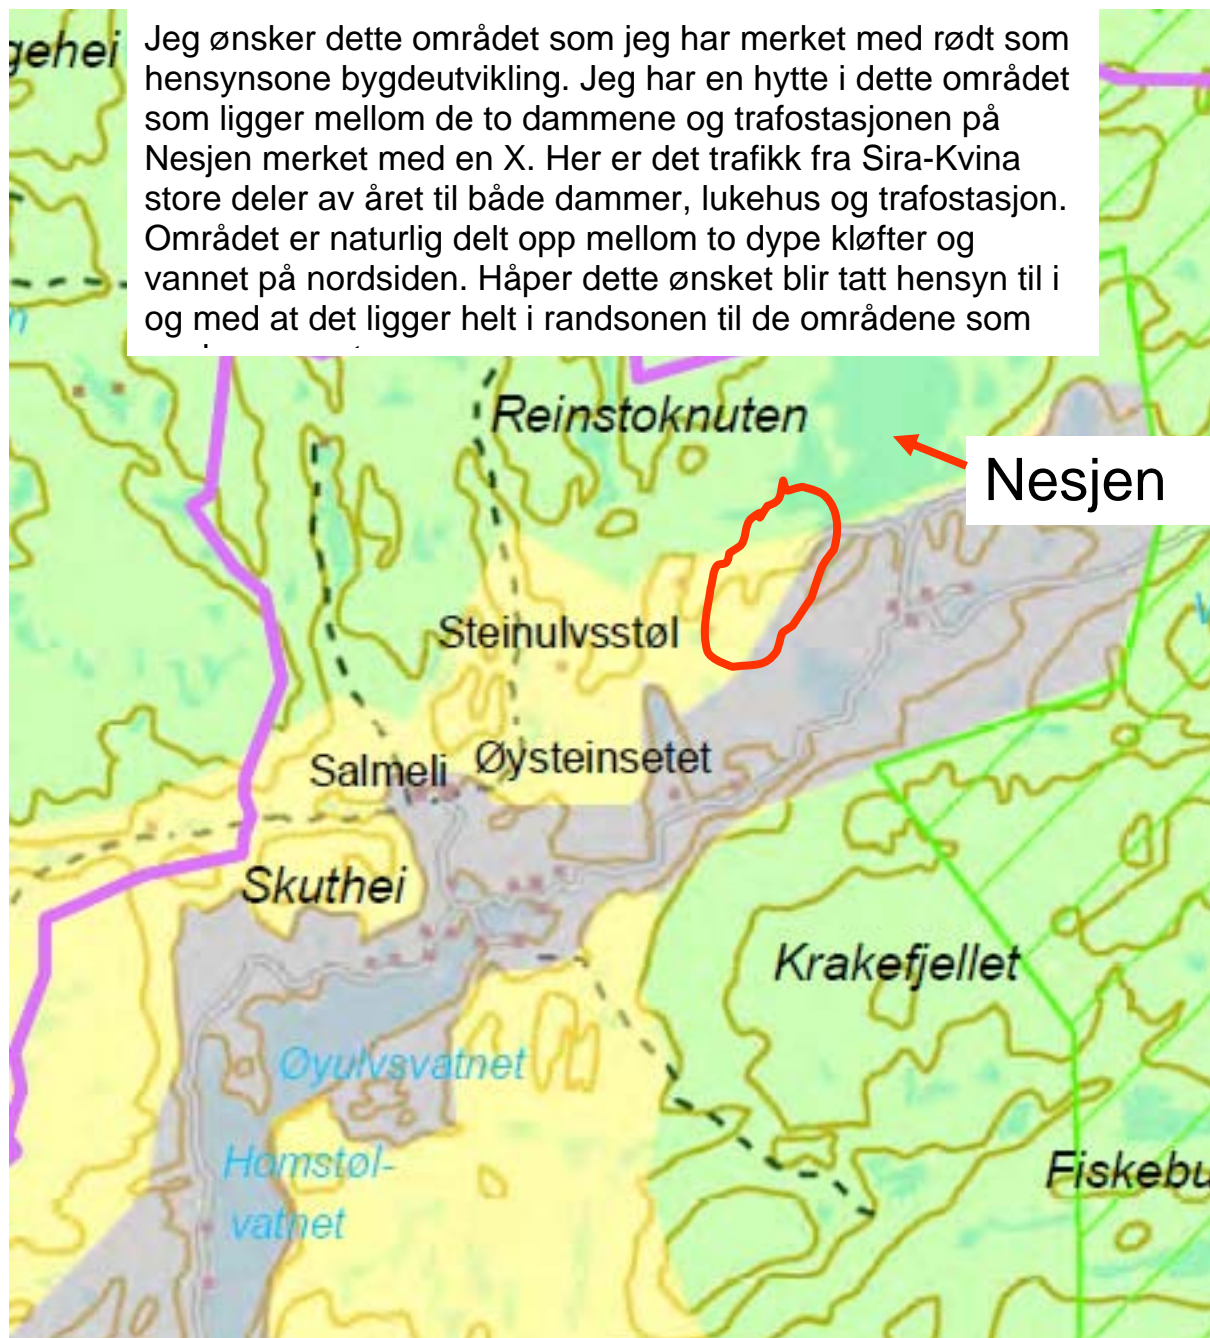 gehei
Jeg ønsker dette området som jeg har merket med rødt som
hensynsone bygdeutvikling. Jeg har en hytte i dette området
som ligger mellom de to dammene og trafostasjonen på
Nesjen merket med en X. Her er det trafikk fra Sira-Kvina
store deler av året til både dammer, lukehus og trafostasjon.
Området er naturlig delt opp mellom to dype kløfter og
vannet på nordsiden. Håper dette ønsket blir tatt hensyn til i
og med at det ligger helt i randsonen til de områdene som
Reinstoknuten
Nesjen
Steinulvsstøl
Øysteinsetet
Salmeli
Skuthei
Krakefjellet
Øyulvsvatnet
Homstøl-
vatnet
Fiskebu